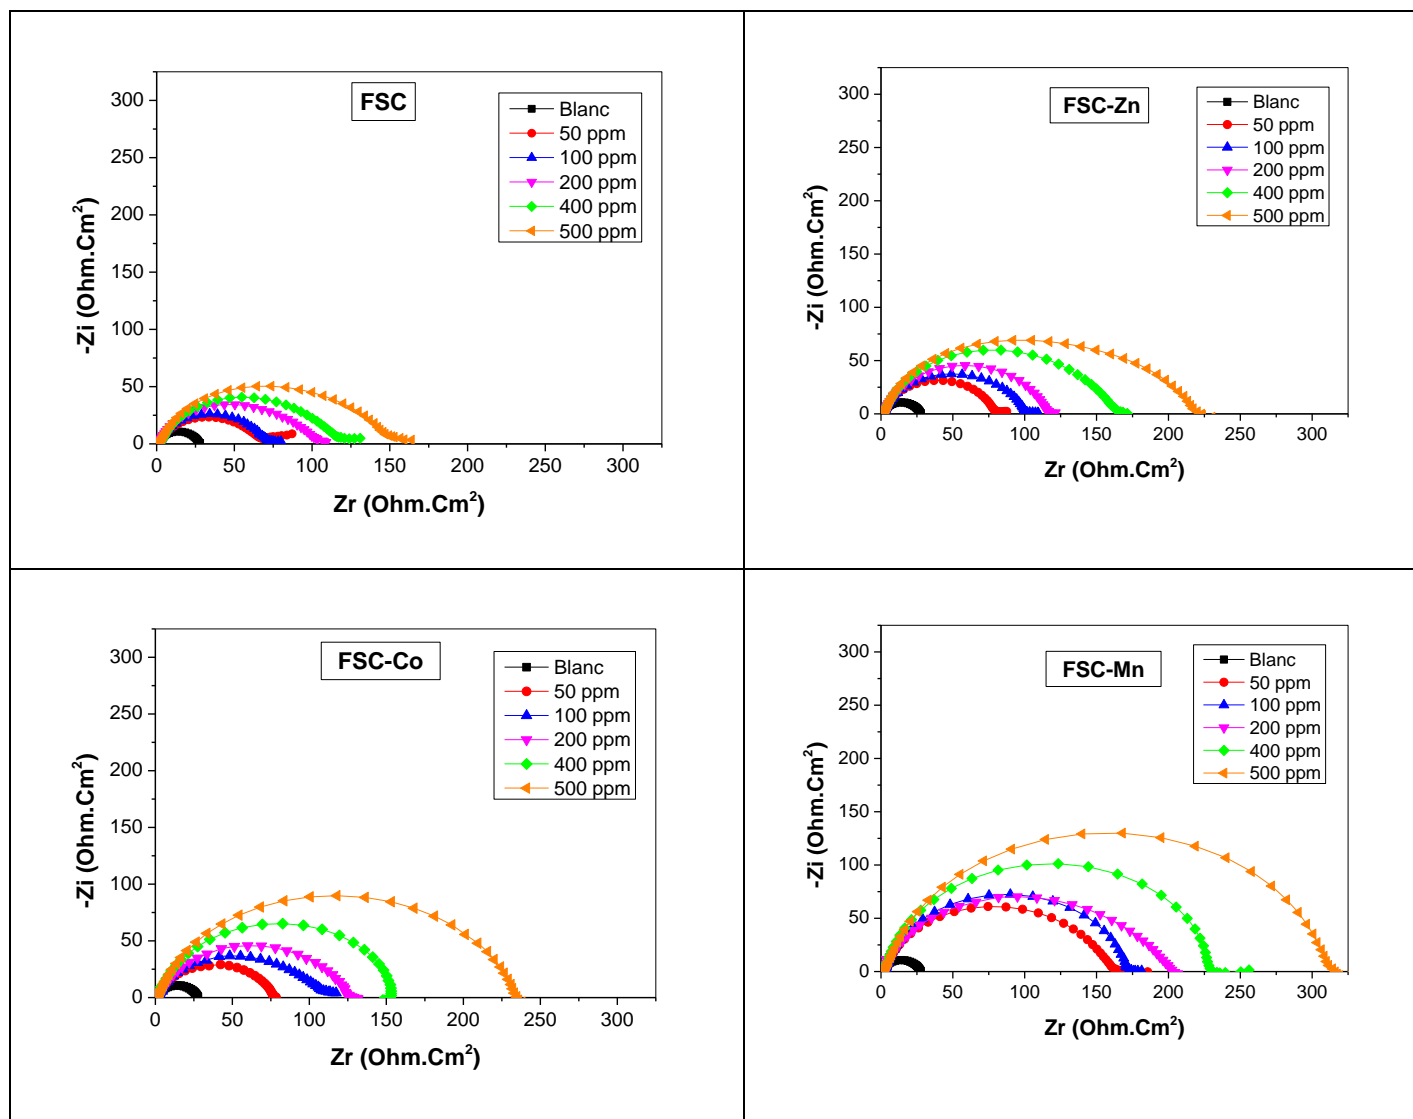 FSC
Blanc
50 ppm
100 ppm
200 ppm
400 ppm
500 ppm
300
250
200
150
100
50
0
-Zi (Ohm.Cm²)
0 50 100 150 200 250 300
Zr (Ohm.Cm²)
FSC-Zn
Blanc
50 ppm
100 ppm
200 ppm
400 ppm
500 ppm
300
250
200
150
100
50
0
-Zi (Ohm.Cm²)
0 50 100 150 200 250 300
Zr (Ohm.Cm²)
FSC-Co
Blanc
50 ppm
100 ppm
200 ppm
400 ppm
500 ppm
300
250
200
150
100
50
0
-Zi (Ohm.Cm²)
0 50 100 150 200 250 300
Zr (Ohm.Cm²)
FSC-Mn
Blanc
50 ppm
100 ppm
200 ppm
400 ppm
500 ppm
300
250
200
150
100
50
0
-Zi (Ohm.Cm²)
0 50 100 150 200 250 300
Zr (Ohm.Cm²)